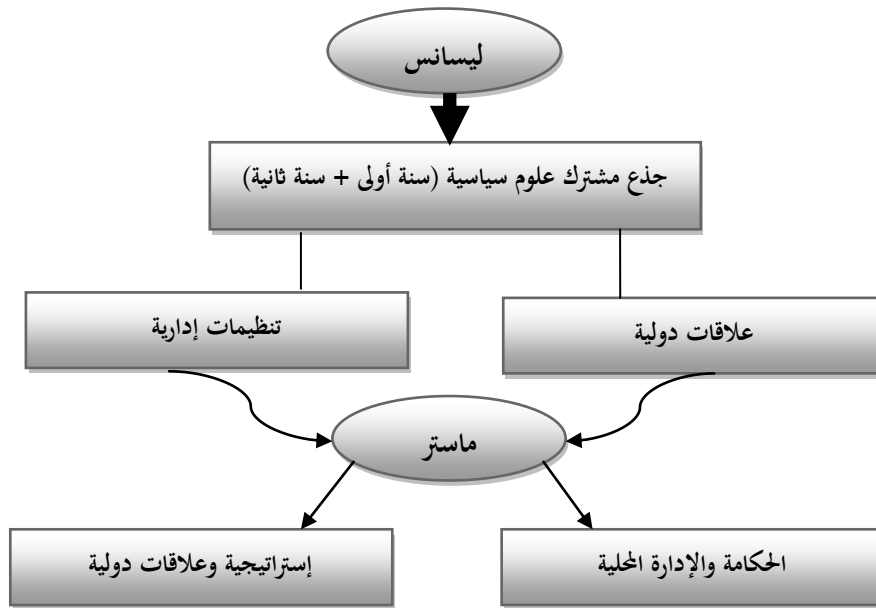 ليسانس
جذع مشترك علوم سياسية (سنة أولى + سنة ثانية)
علاقات دولية
تنظيمات إدارية
ماستر
الحكامة والإدارة المحلية
إستراتيجية وعلاقات دولية